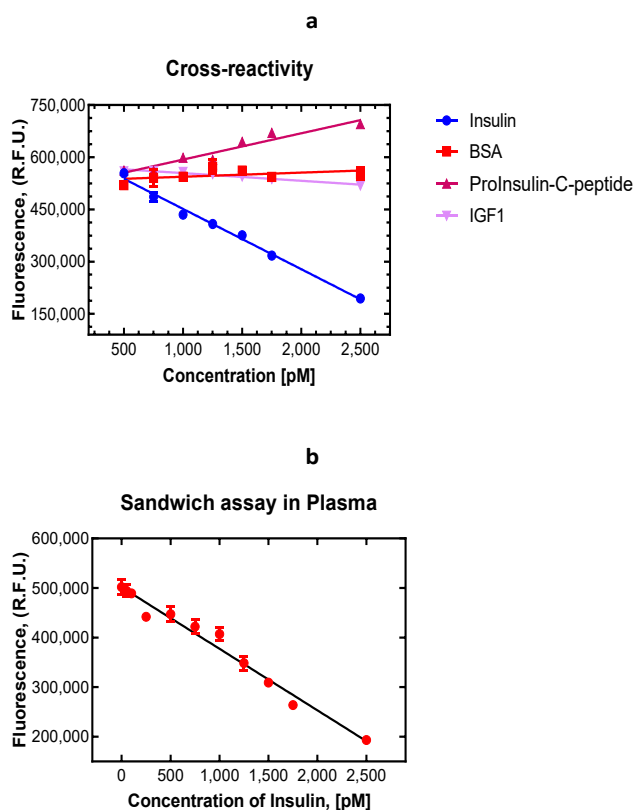 a
Cross-reactivity
750,000
600,000
450,000
300,000
150,000
Fluorescence, (R.F.U.)
500 1,000 1,500 2,000 2,500
Concentration [pM]
Insulin
BSA
ProInsulin-C-peptide
IGF1
b
Sandwich assay in Plasma
600,000
500,000
400,000
300,000
200,000
Fluorescence, (R.F.U.)
0 500 1,000 1,500 2,000 2,500
Concentration of Insulin, [pM]